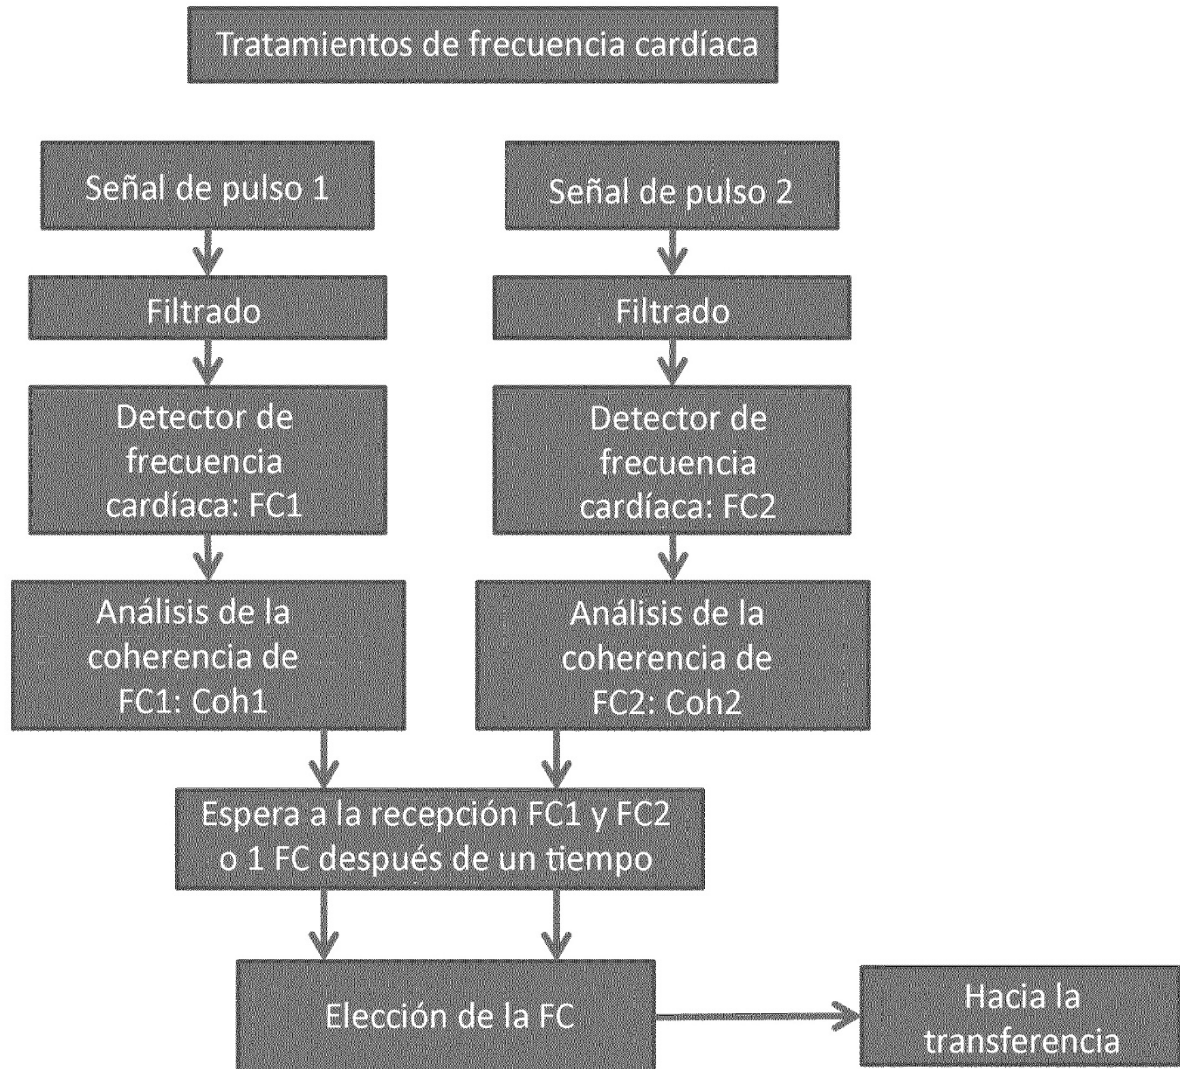 Tratamientos de frecuencia cardíaca
Señal de pulso 1
Señal de pulso 2
Filtrado
Filtrado
Detector de
frecuencia
cardíaca: FC1
Detector de
frecuencia
cardíaca: FC2
Análisis de la
coherencia de
FC1: Coh1
Análisis de la
coherencia de
FC2: Coh2
Espera a la recepción FC1 y FC2
o 1 FC después de un tiempo
Elección de la FC
Hacia la
transferencia